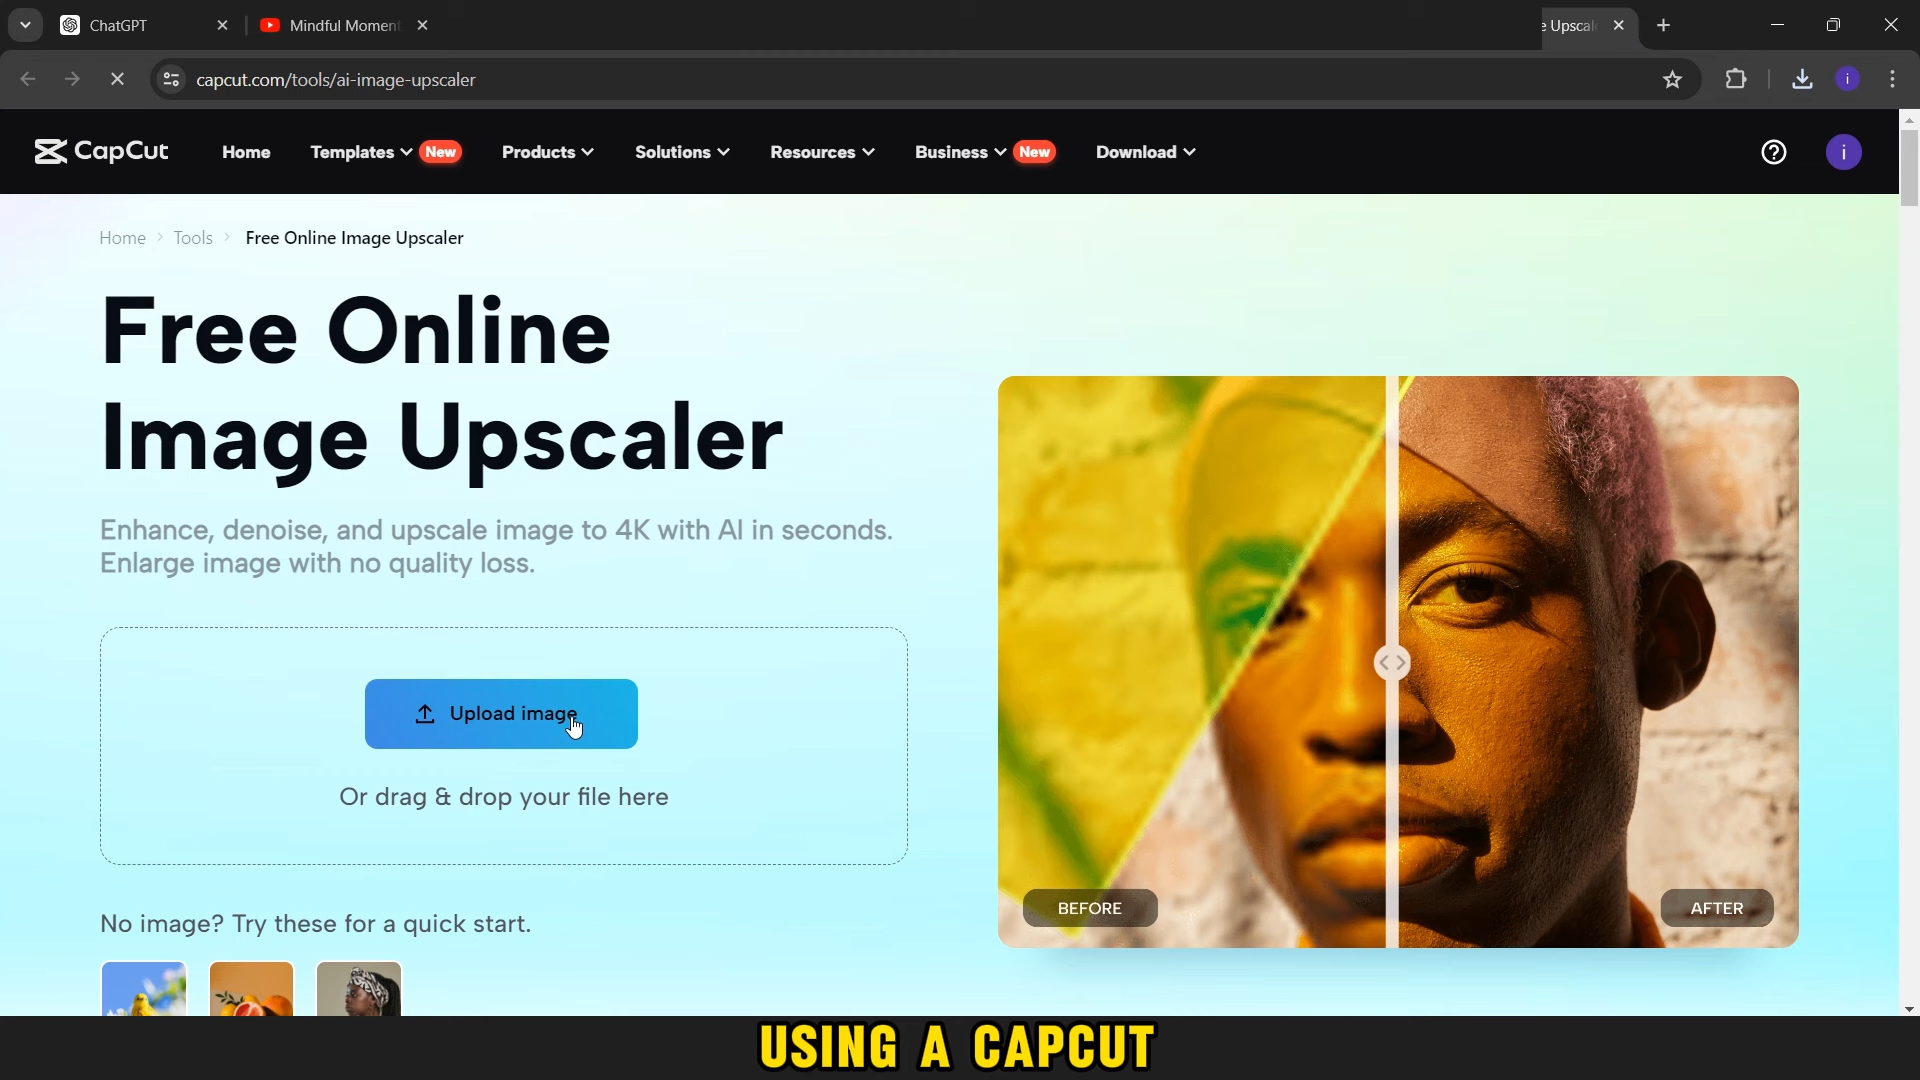 ChatGPT
Mindful Moment
e Upscal
capcut.com/tools/ai-image-upscaler
i
CapCut
Home
Templates
New
Products
Solutions
Resources
Business
New
Download
i
Home
Tools
Free Online Image Upscaler
Free Online
Image Upscaler
Enhance, denoise, and upscale image to 4K with AI in seconds.
Enlarge image with no quality loss.
Upload image
Or drag & drop your file here
No image? Try these for a quick start.
BEFORE
AFTER
USING A CAPCUT